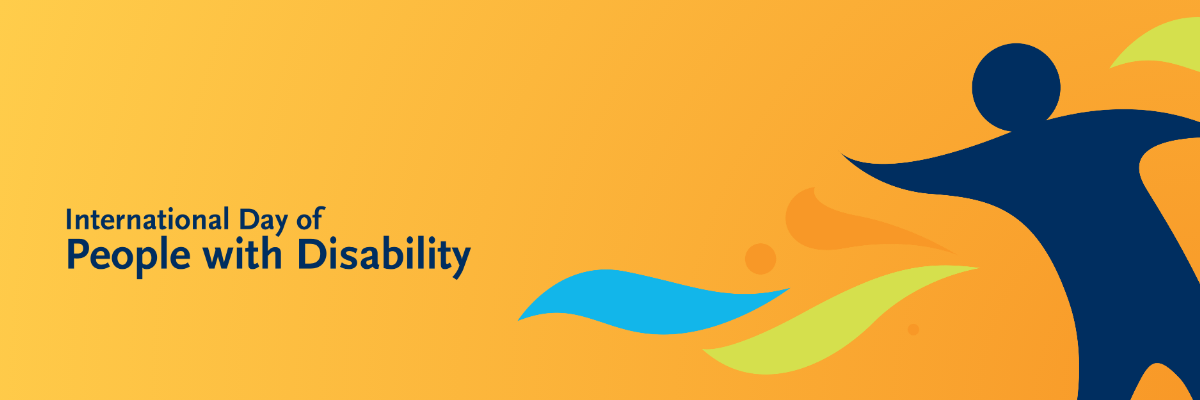 International Day of
People with Disability